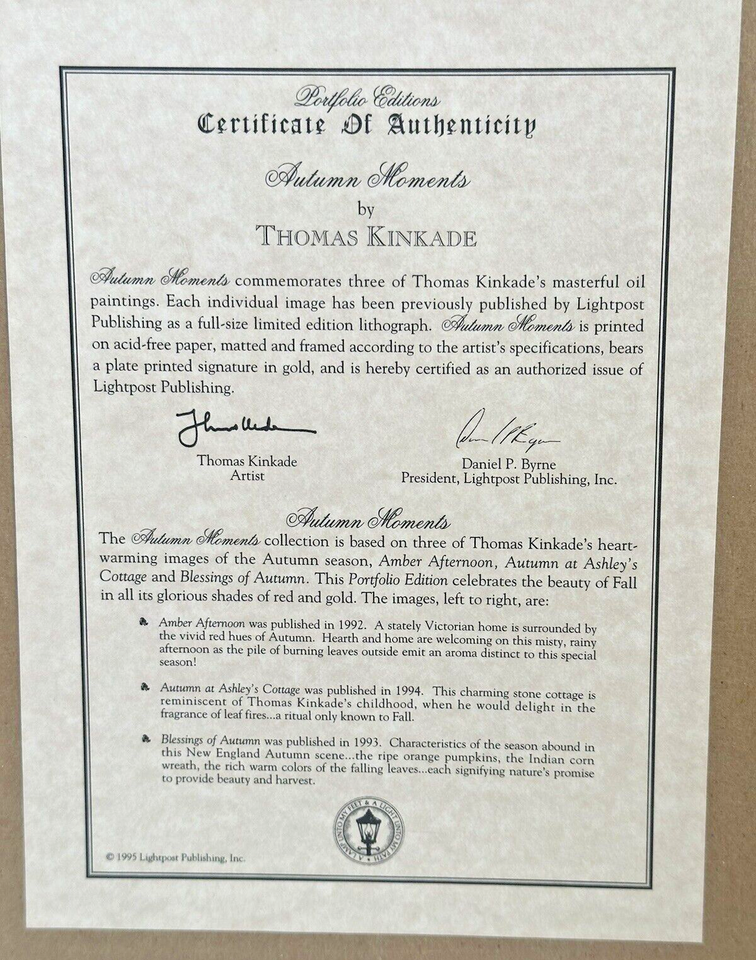 Portfolio Editions
Certificate Of Authenticity
Autumn Moments
by
THOMAS KINKADE
Autumn Moments commemorates three of Thomas Kinkade's masterful oil
paintings. Each individual image has been previously published by Lightpost
Publishing as a full-size limited edition lithograph. Autumn Moments is printed
on acid-free paper, matted and framed according to the artist's specifications, bears
a plate printed signature in gold, and is hereby certified as an authorized issue of
Lightpost Publishing.
Thomas Kinkade
Artist
Daniel P. Byrne
President, Lightpost Publishing, Inc.
Autumn Moments
The Autumn Moments collection is based on three of Thomas Kinkade's heart-
warming images of the Autumn season, Amber Afternoon, Autumn at Ashley's
Cottage and Blessings of Autumn. This Portfolio Edition celebrates the beauty of Fall
in all its glorious shades of red and gold. The images, left to right, are:
Amber Afternoon was published in 1992. A stately Victorian home is surrounded by
the vivid red hues of Autumn. Hearth and home are welcoming on this misty, rainy
afternoon as the pile of burning leaves outside emit an aroma distinct to this special
season!
Autumn at Ashley's Cottage was published in 1994. This charming stone cottage is
reminiscent of Thomas Kinkade's childhood, when he would delight in the
fragrance of leaf fires...a ritual only known to Fall.
Blessings of Autumn was published in 1993. Characteristics of the season abound in
this New England Autumn scene...the ripe orange pumpkins, the Indian corn
wreath, the rich warm colors of the falling leaves...each signifying nature's promise
to provide beauty and harvest.
A LAMP UNTO MY FEET & A LIGHT UNTO MY PATH
© 1995 Lightpost Publishing, Inc.